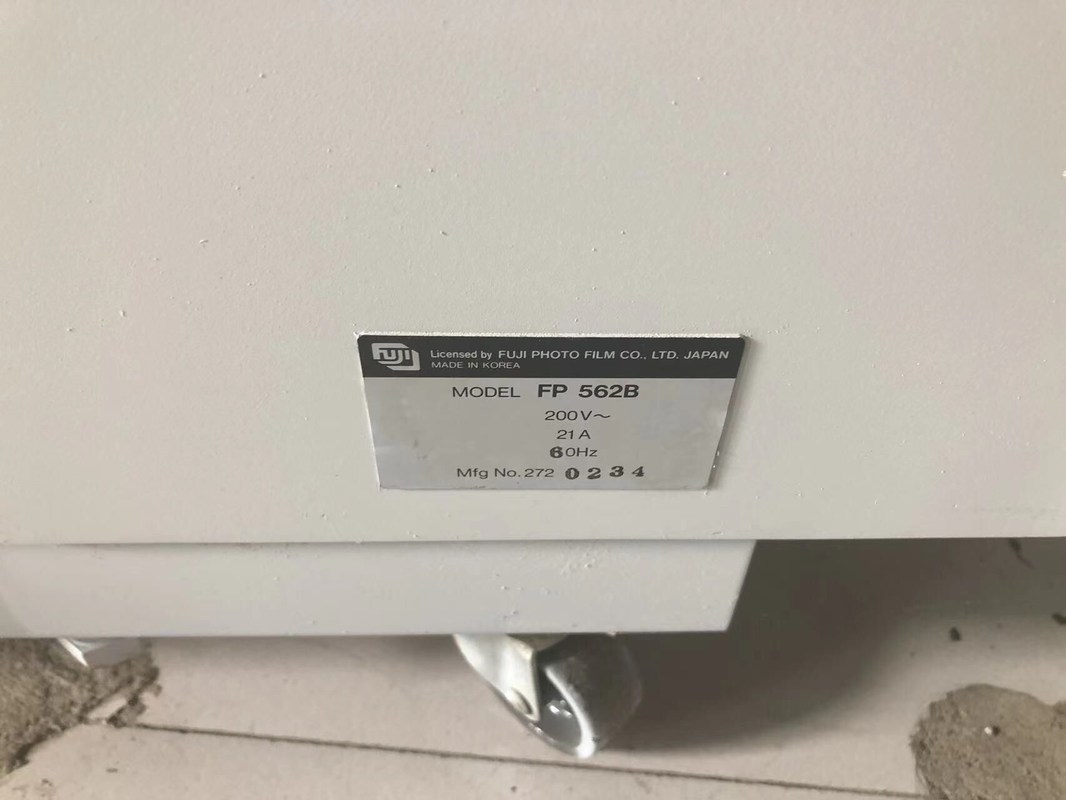 FUJI
Licensed by FUJI PHOTO FILM CO., LTD. JAPAN
MADE IN KOREA
MODEL FP 562B
200V～
21A
60Hz
Mfg No. 272 0234